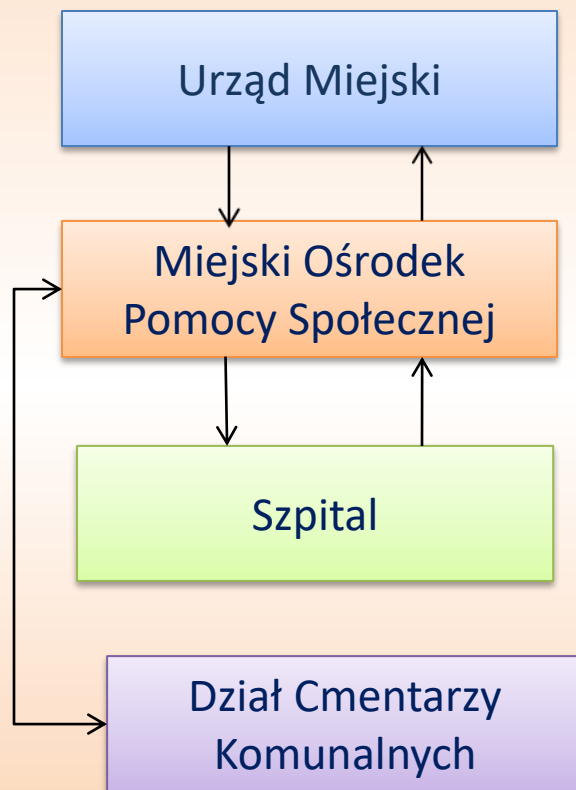 Urząd Miejski
Miejski Ośrodek
Pomocy Społecznej
Szpital
Dział Cmentarzy
Komunalnych